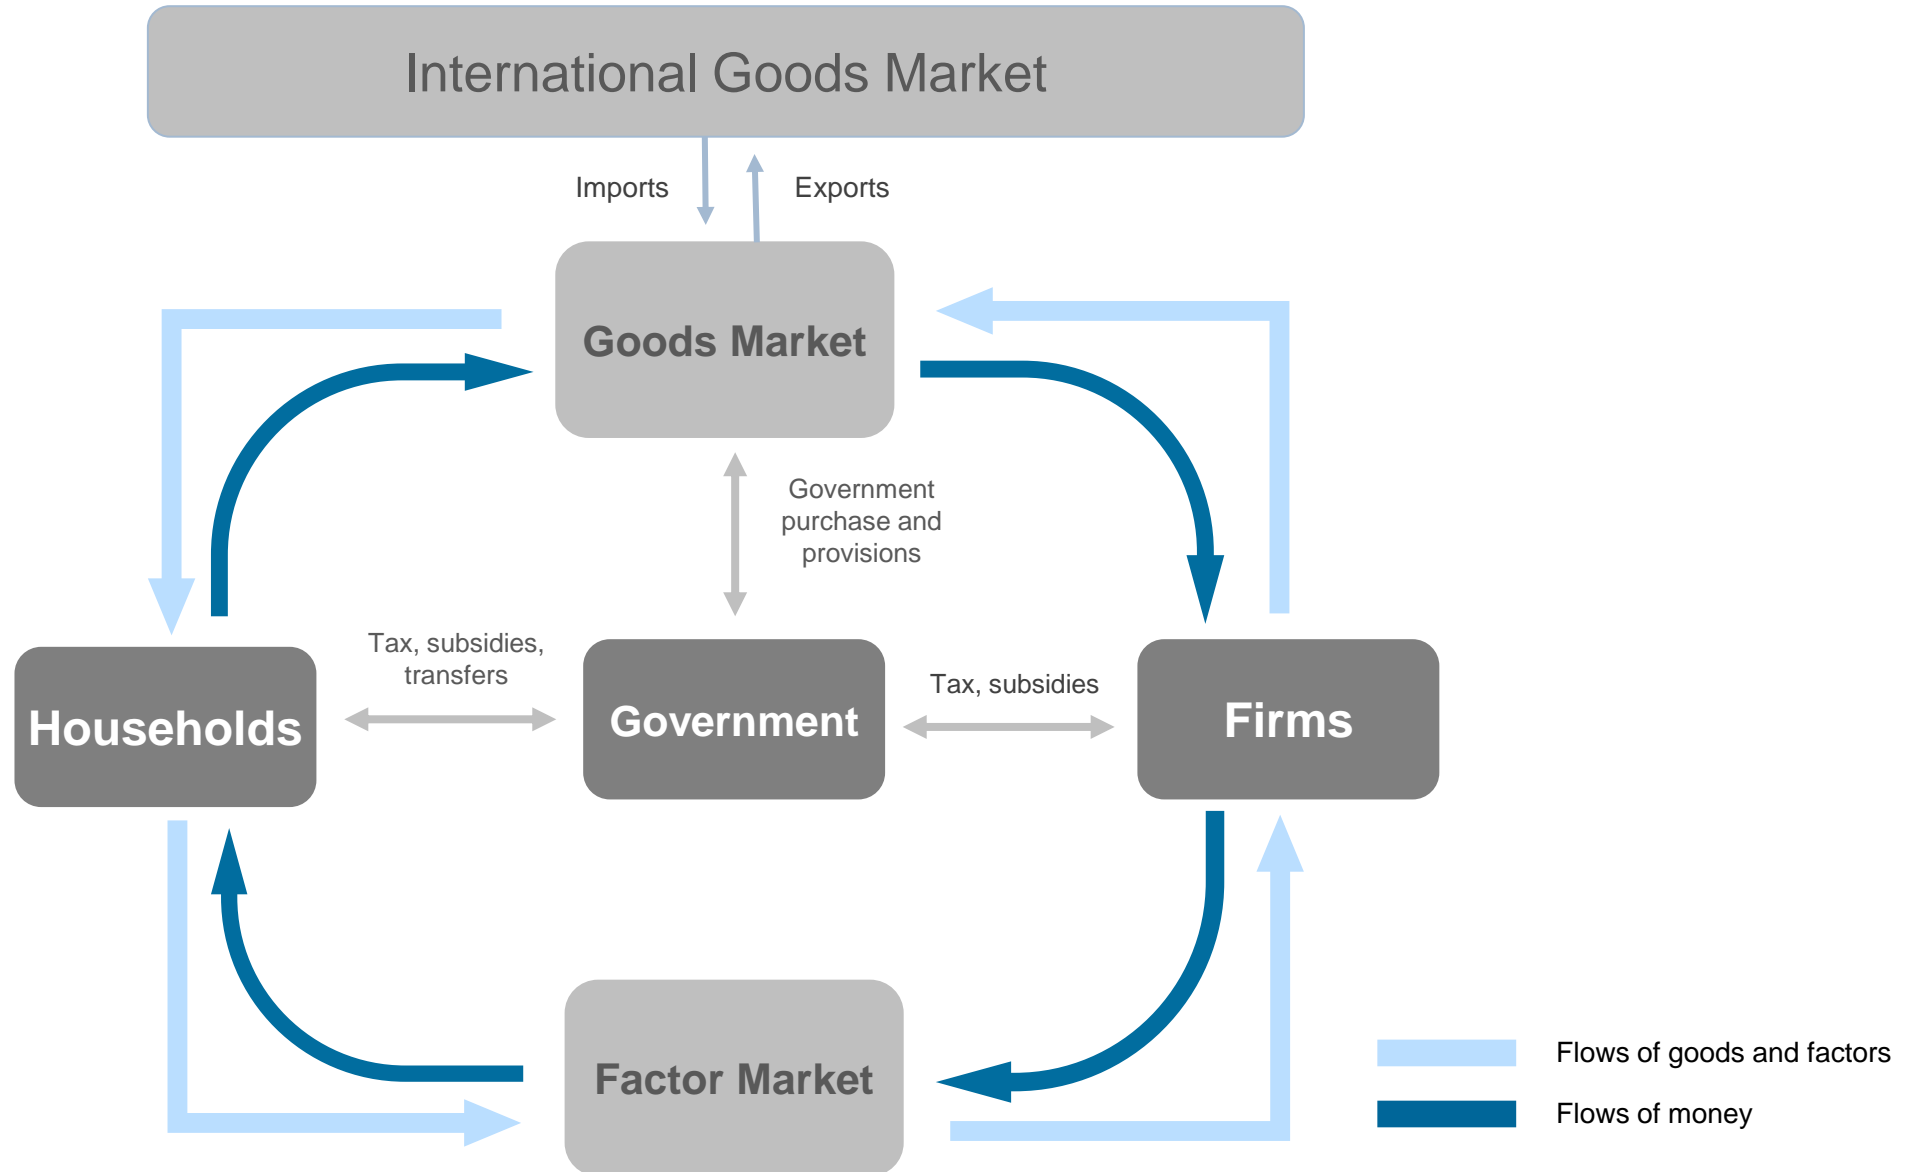 International Goods Market
Imports
Exports
Goods Market
Government
purchase and
provisions
Tax, subsidies,
transfers
Tax, subsidies
Households
Government
Firms
Factor Market
Flows of goods and factors
Flows of money